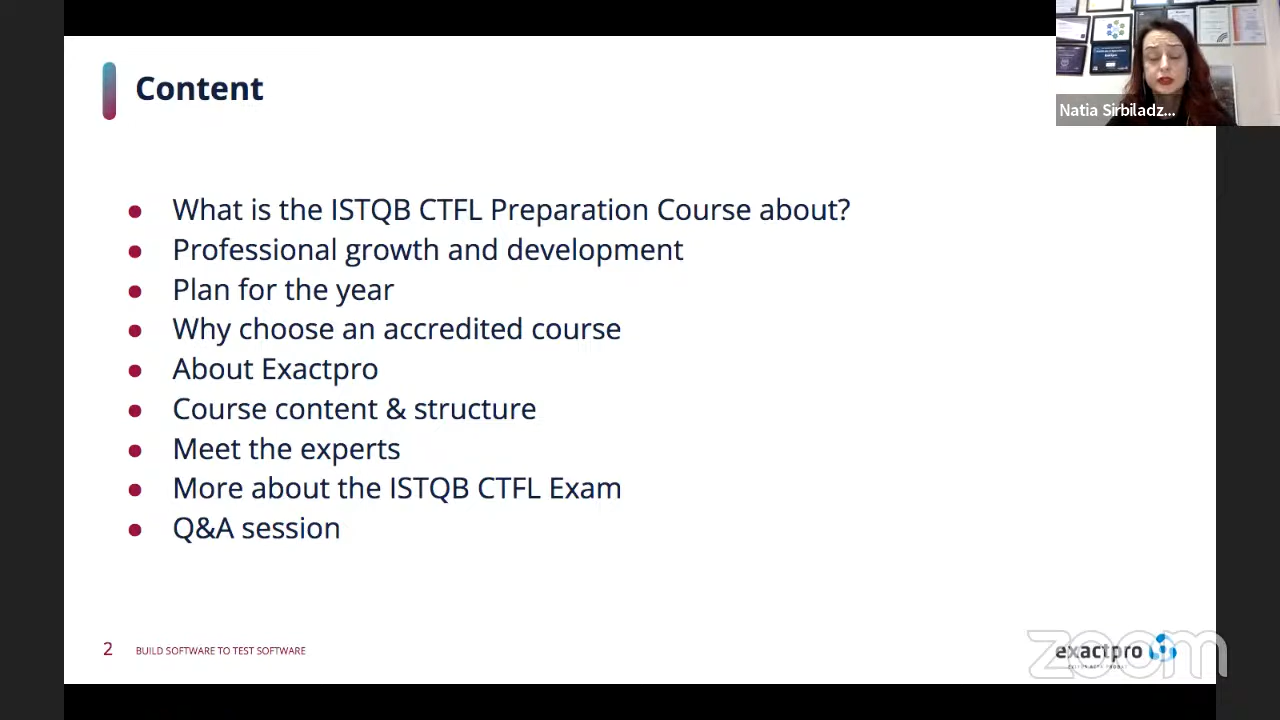 Content
Natia Sirbiladz...
What is the ISTQB CTFL Preparation Course about?
Professional growth and development
Plan for the year
Why choose an accredited course
About Exactpro
Course content & structure
Meet the experts
More about the ISTQB CTFL Exam
Q&A session
2 BUILD SOFTWARE TO TEST SOFTWARE
exactpro
zoom